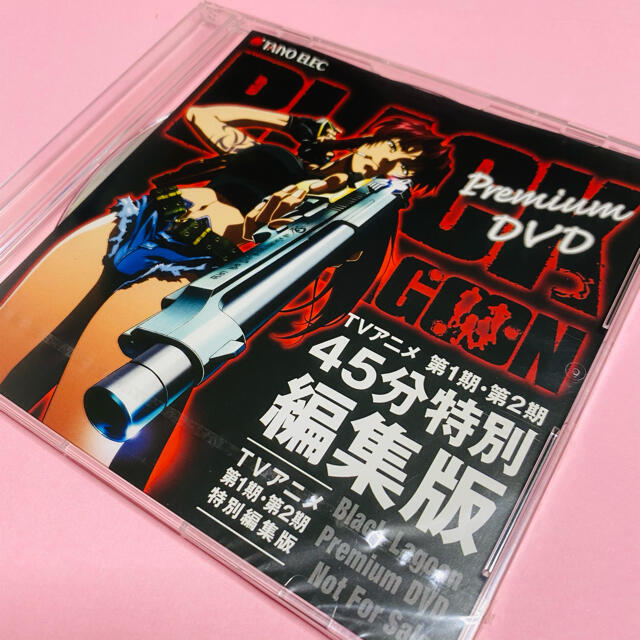 TAIYO ELEC
BLACK
LAGOON
Premium
DVD
TVアニメ 第1期・第2期
45分特別
編集版
TVアニメ
第1期・第2期
特別編集版
Black Lagoon
Premium DVD
Not For Sale